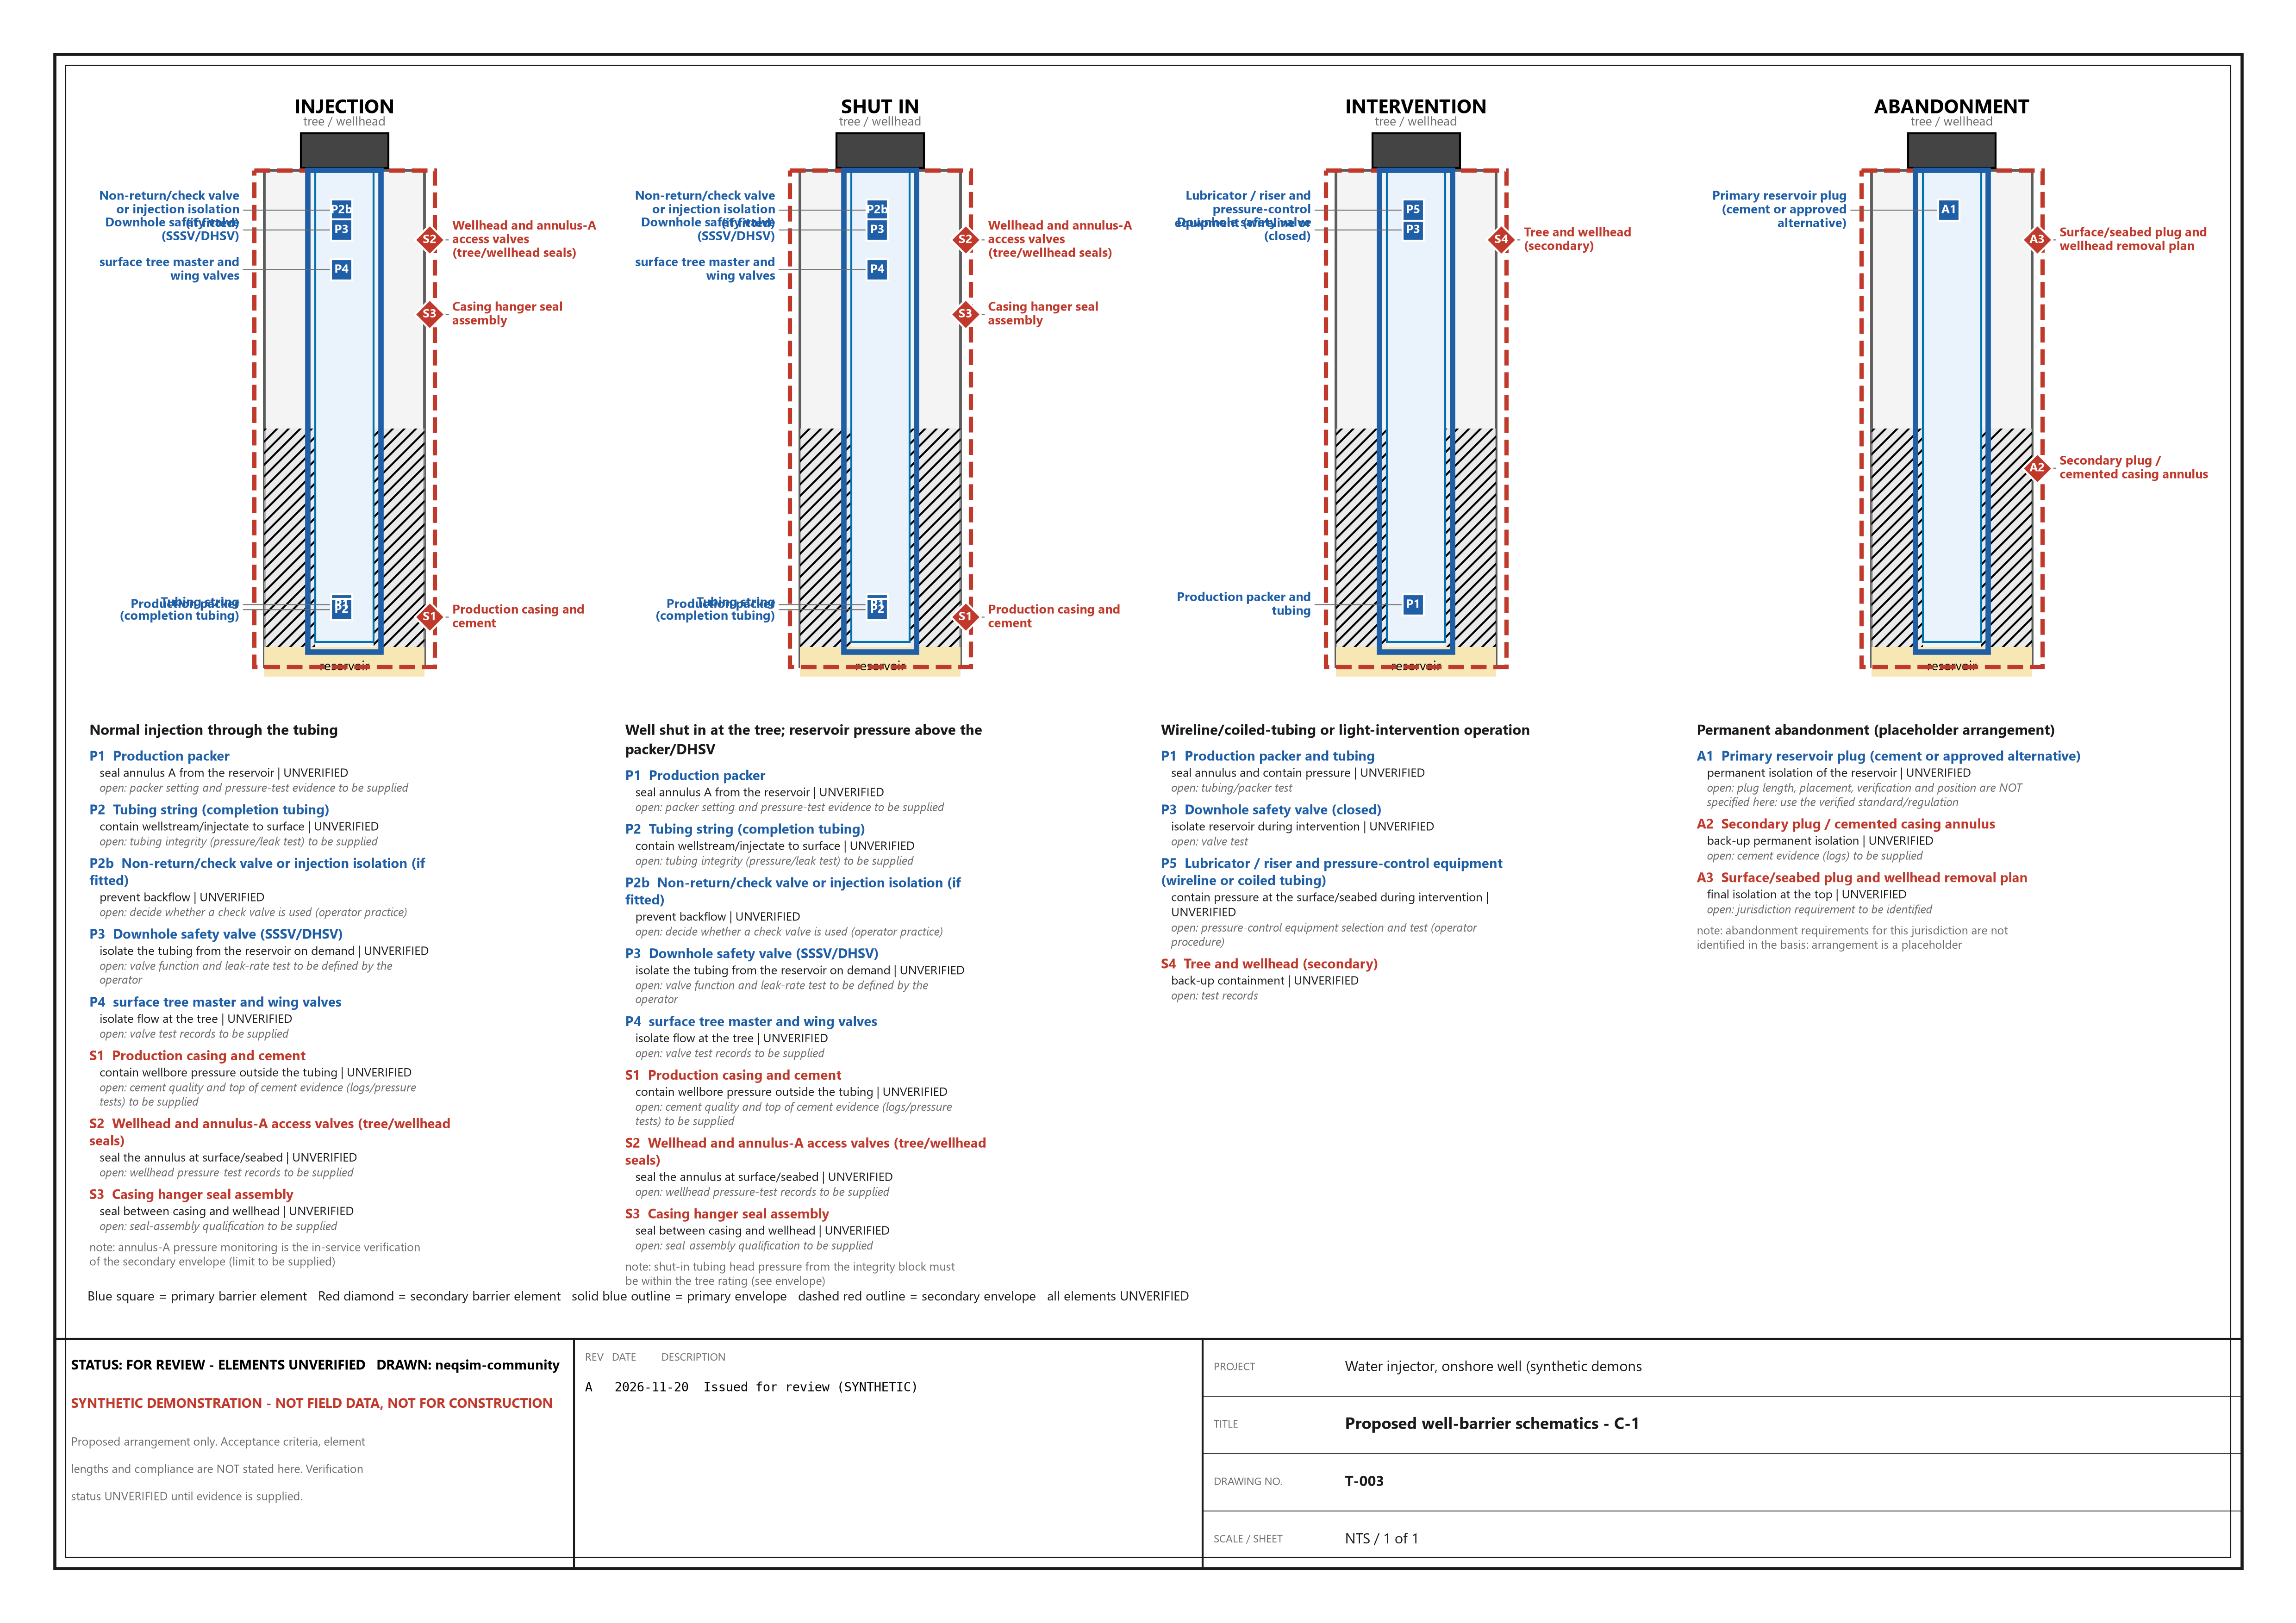 INJECTION
tree / wellhead
Non-return/check valve
or injection isolation
(if fitted)
Downhole safety valve
(SSSV/DHSV)
surface tree master and
wing valves
P2b
P3
P4
S2
Wellhead and annulus-A
access valves
(tree/wellhead seals)
S3
Casing hanger seal
assembly
Production packer
Tubing string
(completion tubing)
P1
P2
S1
Production casing and
cement
reservoir
SHUT IN
tree / wellhead
Non-return/check valve
or injection isolation
(if fitted)
Downhole safety valve
(SSSV/DHSV)
surface tree master and
wing valves
P2b
P3
P4
S2
Wellhead and annulus-A
access valves
(tree/wellhead seals)
S3
Casing hanger seal
assembly
Production packer
Tubing string
(completion tubing)
P1
P2
S1
Production casing and
cement
reservoir
INTERVENTION
tree / wellhead
Lubricator / riser and
pressure-control
equipment (wireline or
Downhole safety valve
(closed)
P5
P3
S4
Tree and wellhead
(secondary)
Production packer and
tubing
P1
reservoir
ABANDONMENT
tree / wellhead
Primary reservoir plug
(cement or approved
alternative)
A1
A3
Surface/seabed plug and
wellhead removal plan
A2
Secondary plug /
cemented casing annulus
reservoir
Normal injection through the tubing
P1 Production packer
seal annulus A from the reservoir | UNVERIFIED
open: packer setting and pressure-test evidence to be supplied
P2 Tubing string (completion tubing)
contain wellstream/injectate to surface | UNVERIFIED
open: tubing integrity (pressure/leak test) to be supplied
P2b Non-return/check valve or injection isolation (if
fitted)
prevent backflow | UNVERIFIED
open: decide whether a check valve is used (operator practice)
P3 Downhole safety valve (SSSV/DHSV)
isolate the tubing from the reservoir on demand | UNVERIFIED
open: valve function and leak-rate test to be defined by the
operator
P4 surface tree master and wing valves
isolate flow at the tree | UNVERIFIED
open: valve test records to be supplied
S1 Production casing and cement
contain wellbore pressure outside the tubing | UNVERIFIED
open: cement quality and top of cement evidence (logs/pressure
tests) to be supplied
S2 Wellhead and annulus-A access valves (tree/wellhead
seals)
seal the annulus at surface/seabed | UNVERIFIED
open: wellhead pressure-test records to be supplied
S3 Casing hanger seal assembly
seal between casing and wellhead | UNVERIFIED
open: seal-assembly qualification to be supplied
note: annulus-A pressure monitoring is the in-service verification
of the secondary envelope (limit to be supplied)
Well shut in at the tree; reservoir pressure above the
packer/DHSV
P1 Production packer
seal annulus A from the reservoir | UNVERIFIED
open: packer setting and pressure-test evidence to be supplied
P2 Tubing string (completion tubing)
contain wellstream/injectate to surface | UNVERIFIED
open: tubing integrity (pressure/leak test) to be supplied
P2b Non-return/check valve or injection isolation (if
fitted)
prevent backflow | UNVERIFIED
open: decide whether a check valve is used (operator practice)
P3 Downhole safety valve (SSSV/DHSV)
isolate the tubing from the reservoir on demand | UNVERIFIED
open: valve function and leak-rate test to be defined by the
operator
P4 surface tree master and wing valves
isolate flow at the tree | UNVERIFIED
open: valve test records to be supplied
S1 Production casing and cement
contain wellbore pressure outside the tubing | UNVERIFIED
open: cement quality and top of cement evidence (logs/pressure
tests) to be supplied
S2 Wellhead and annulus-A access valves (tree/wellhead
seals)
seal the annulus at surface/seabed | UNVERIFIED
open: wellhead pressure-test records to be supplied
S3 Casing hanger seal assembly
seal between casing and wellhead | UNVERIFIED
open: seal-assembly qualification to be supplied
note: shut-in tubing head pressure from the integrity block must
be within the tree rating (see envelope)
Wireline/coiled-tubing or light-intervention operation
P1 Production packer and tubing
seal annulus and contain pressure | UNVERIFIED
open: tubing/packer test
P3 Downhole safety valve (closed)
isolate reservoir during intervention | UNVERIFIED
open: valve test
P5 Lubricator / riser and pressure-control equipment
(wireline or coiled tubing)
contain pressure at the surface/seabed during intervention |
UNVERIFIED
open: pressure-control equipment selection and test (operator
procedure)
S4 Tree and wellhead (secondary)
back-up containment | UNVERIFIED
open: test records
Permanent abandonment (placeholder arrangement)
A1 Primary reservoir plug (cement or approved alternative)
permanent isolation of the reservoir | UNVERIFIED
open: plug length, placement, verification and position are NOT
specified here: use the verified standard/regulation
A2 Secondary plug / cemented casing annulus
back-up permanent isolation | UNVERIFIED
open: cement evidence (logs) to be supplied
A3 Surface/seabed plug and wellhead removal plan
final isolation at the top | UNVERIFIED
open: jurisdiction requirement to be identified
note: abandonment requirements for this jurisdiction are not
identified in the basis: arrangement is a placeholder
Blue square = primary barrier element Red diamond = secondary barrier element solid blue outline = primary envelope dashed red outline = secondary envelope all elements UNVERIFIED
STATUS: FOR REVIEW - ELEMENTS UNVERIFIED DRAWN: neqsim-community
SYNTHETIC DEMONSTRATION - NOT FIELD DATA, NOT FOR CONSTRUCTION
Proposed arrangement only. Acceptance criteria, element
lengths and compliance are NOT stated here. Verification
status UNVERIFIED until evidence is supplied.
REV DATE DESCRIPTION
A 2026-11-20 Issued for review (SYNTHETIC)
PROJECT Water injector, onshore well (synthetic demons
TITLE Proposed well-barrier schematics - C-1
DRAWING NO. T-003
SCALE / SHEET NTS / 1 of 1